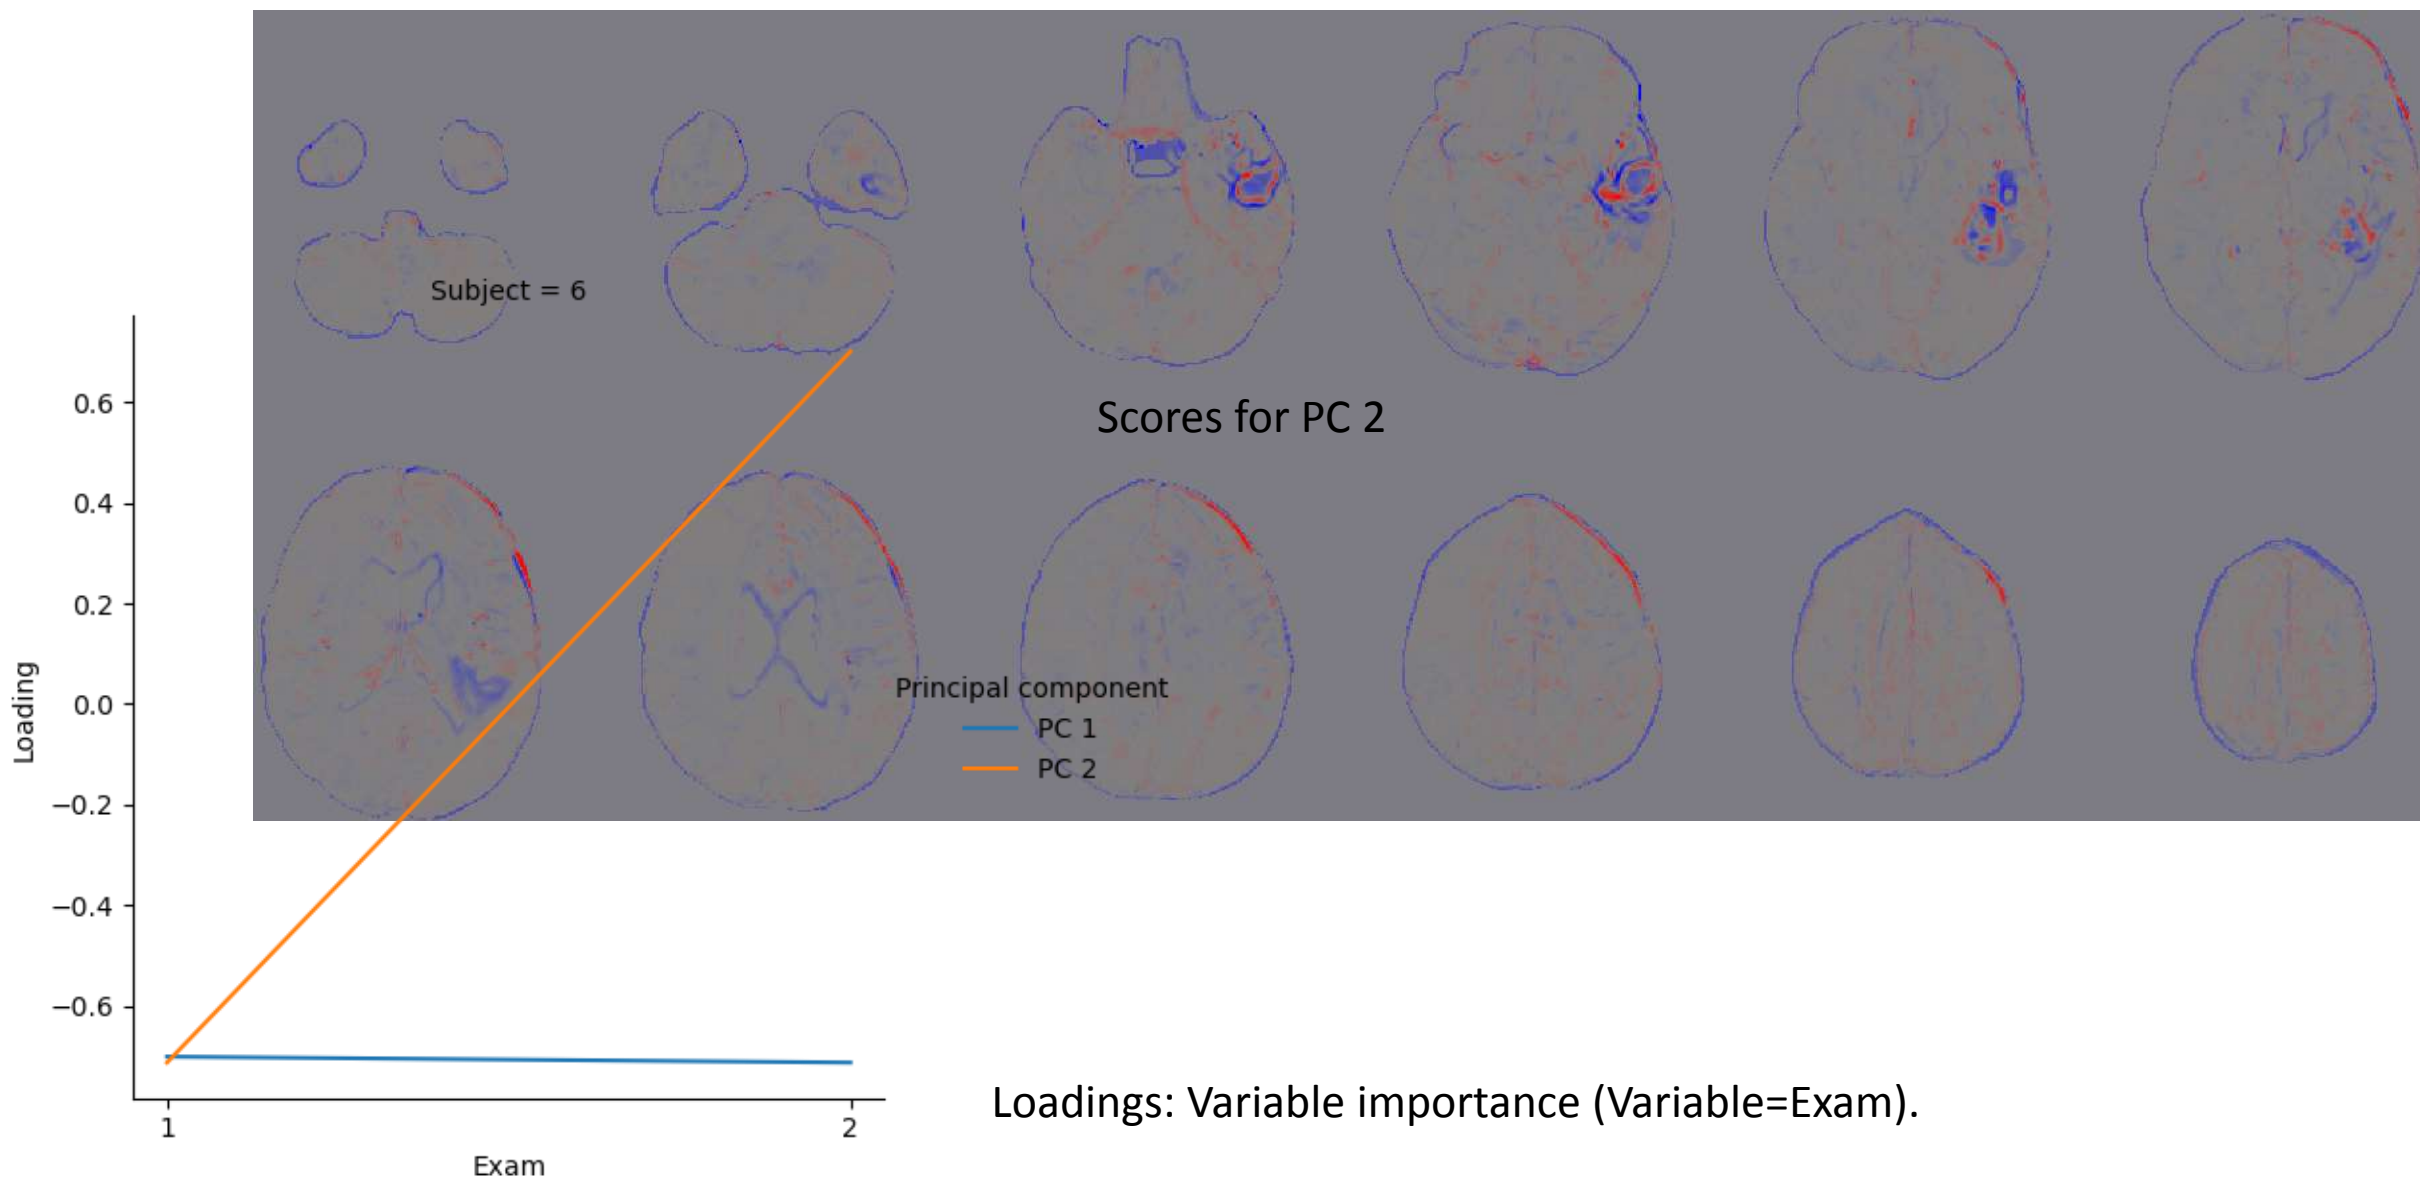 Subject = 6
Scores for PC 2
0.6
0.4
0.2
0.0
−0.2
−0.4
−0.6
Loading
Principal component
PC 1
PC 2
1
2
Exam
Loadings: Variable importance (Variable=Exam).